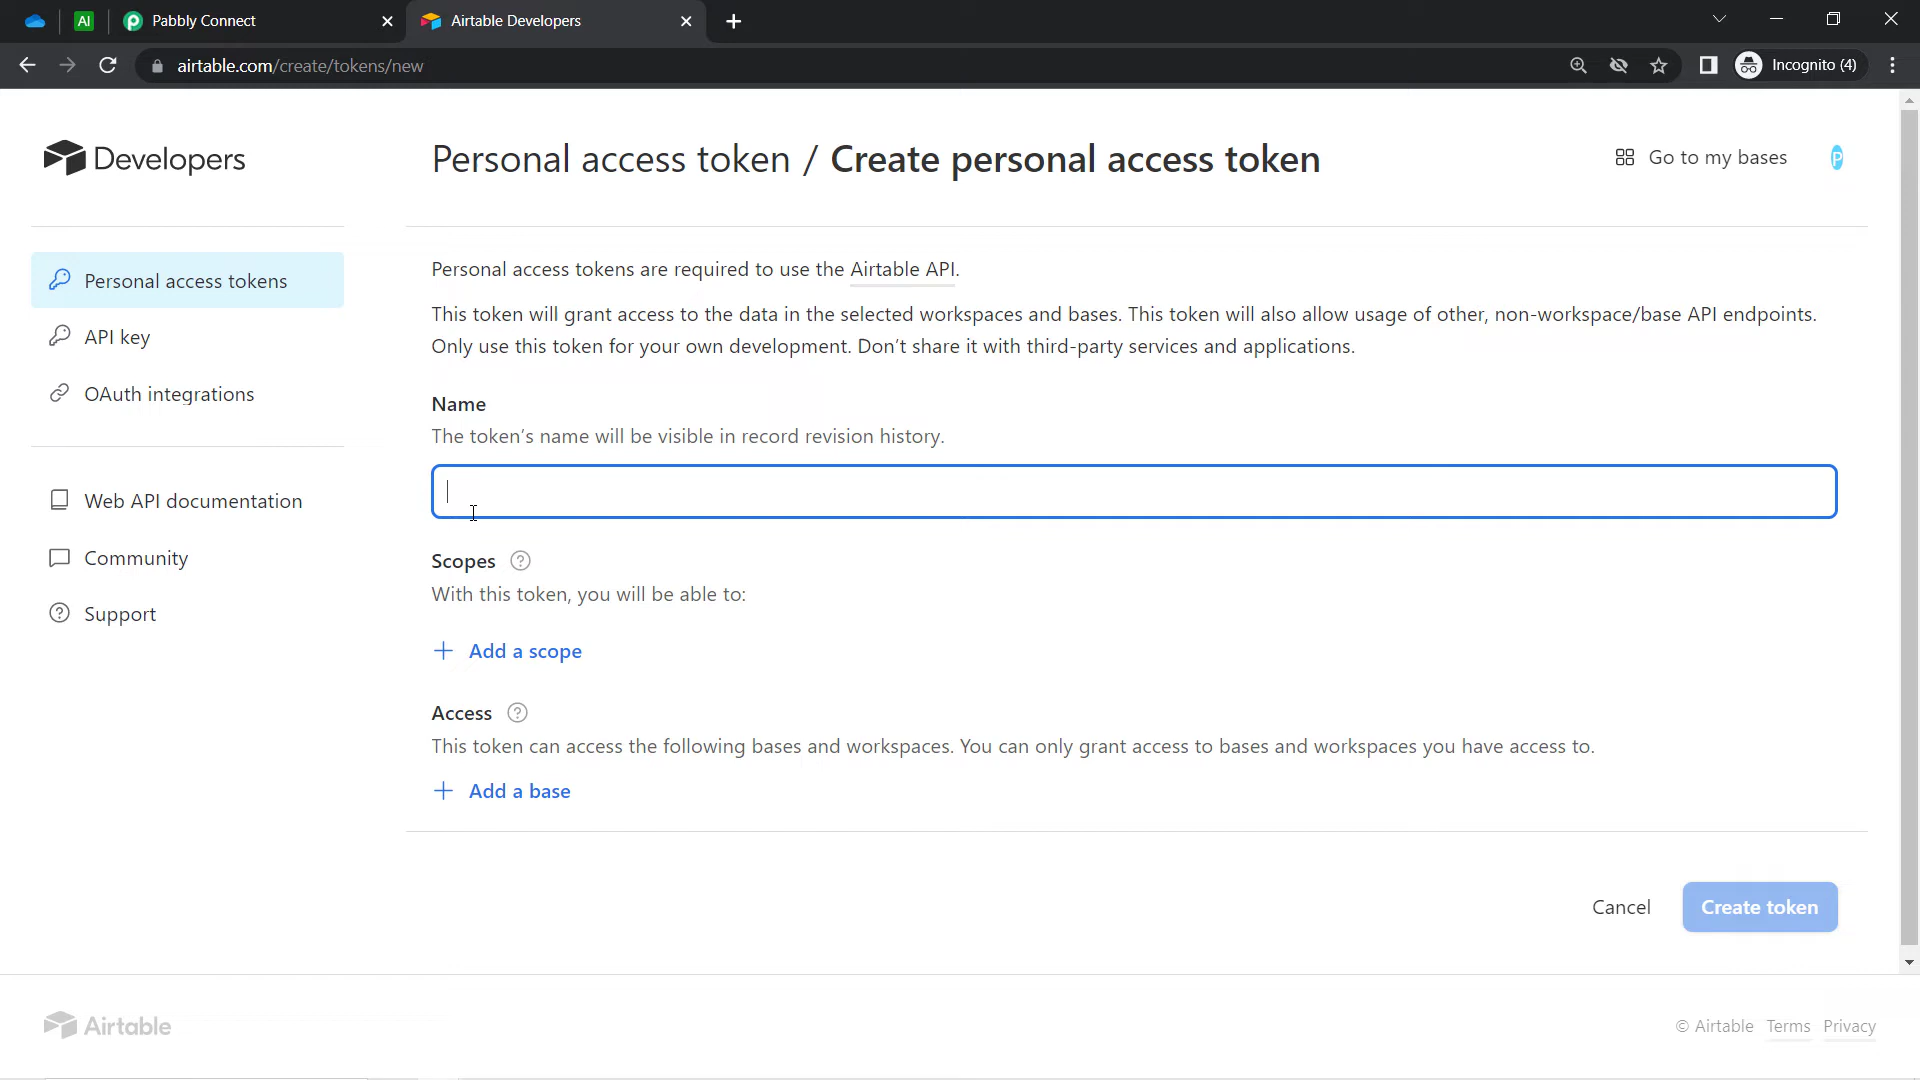 AI
Pabbly Connect
Airtable Developers
airtable.com/create/tokens/new
Incognito (4)
Developers
Personal access token / Create personal access token
Go to my bases
P
Personal access tokens
API key
OAuth integrations
Web API documentation
Community
Support
Personal access tokens are required to use the Airtable API.
This token will grant access to the data in the selected workspaces and bases. This token will also allow usage of other, non-workspace/base API endpoints.
Only use this token for your own development. Don’t share it with third-party services and applications.
Name
The token’s name will be visible in record revision history.
Scopes ?
With this token, you will be able to:
+ Add a scope
Access ?
This token can access the following bases and workspaces. You can only grant access to bases and workspaces you have access to.
+ Add a base
Cancel
Create token
Airtable
© Airtable Terms Privacy